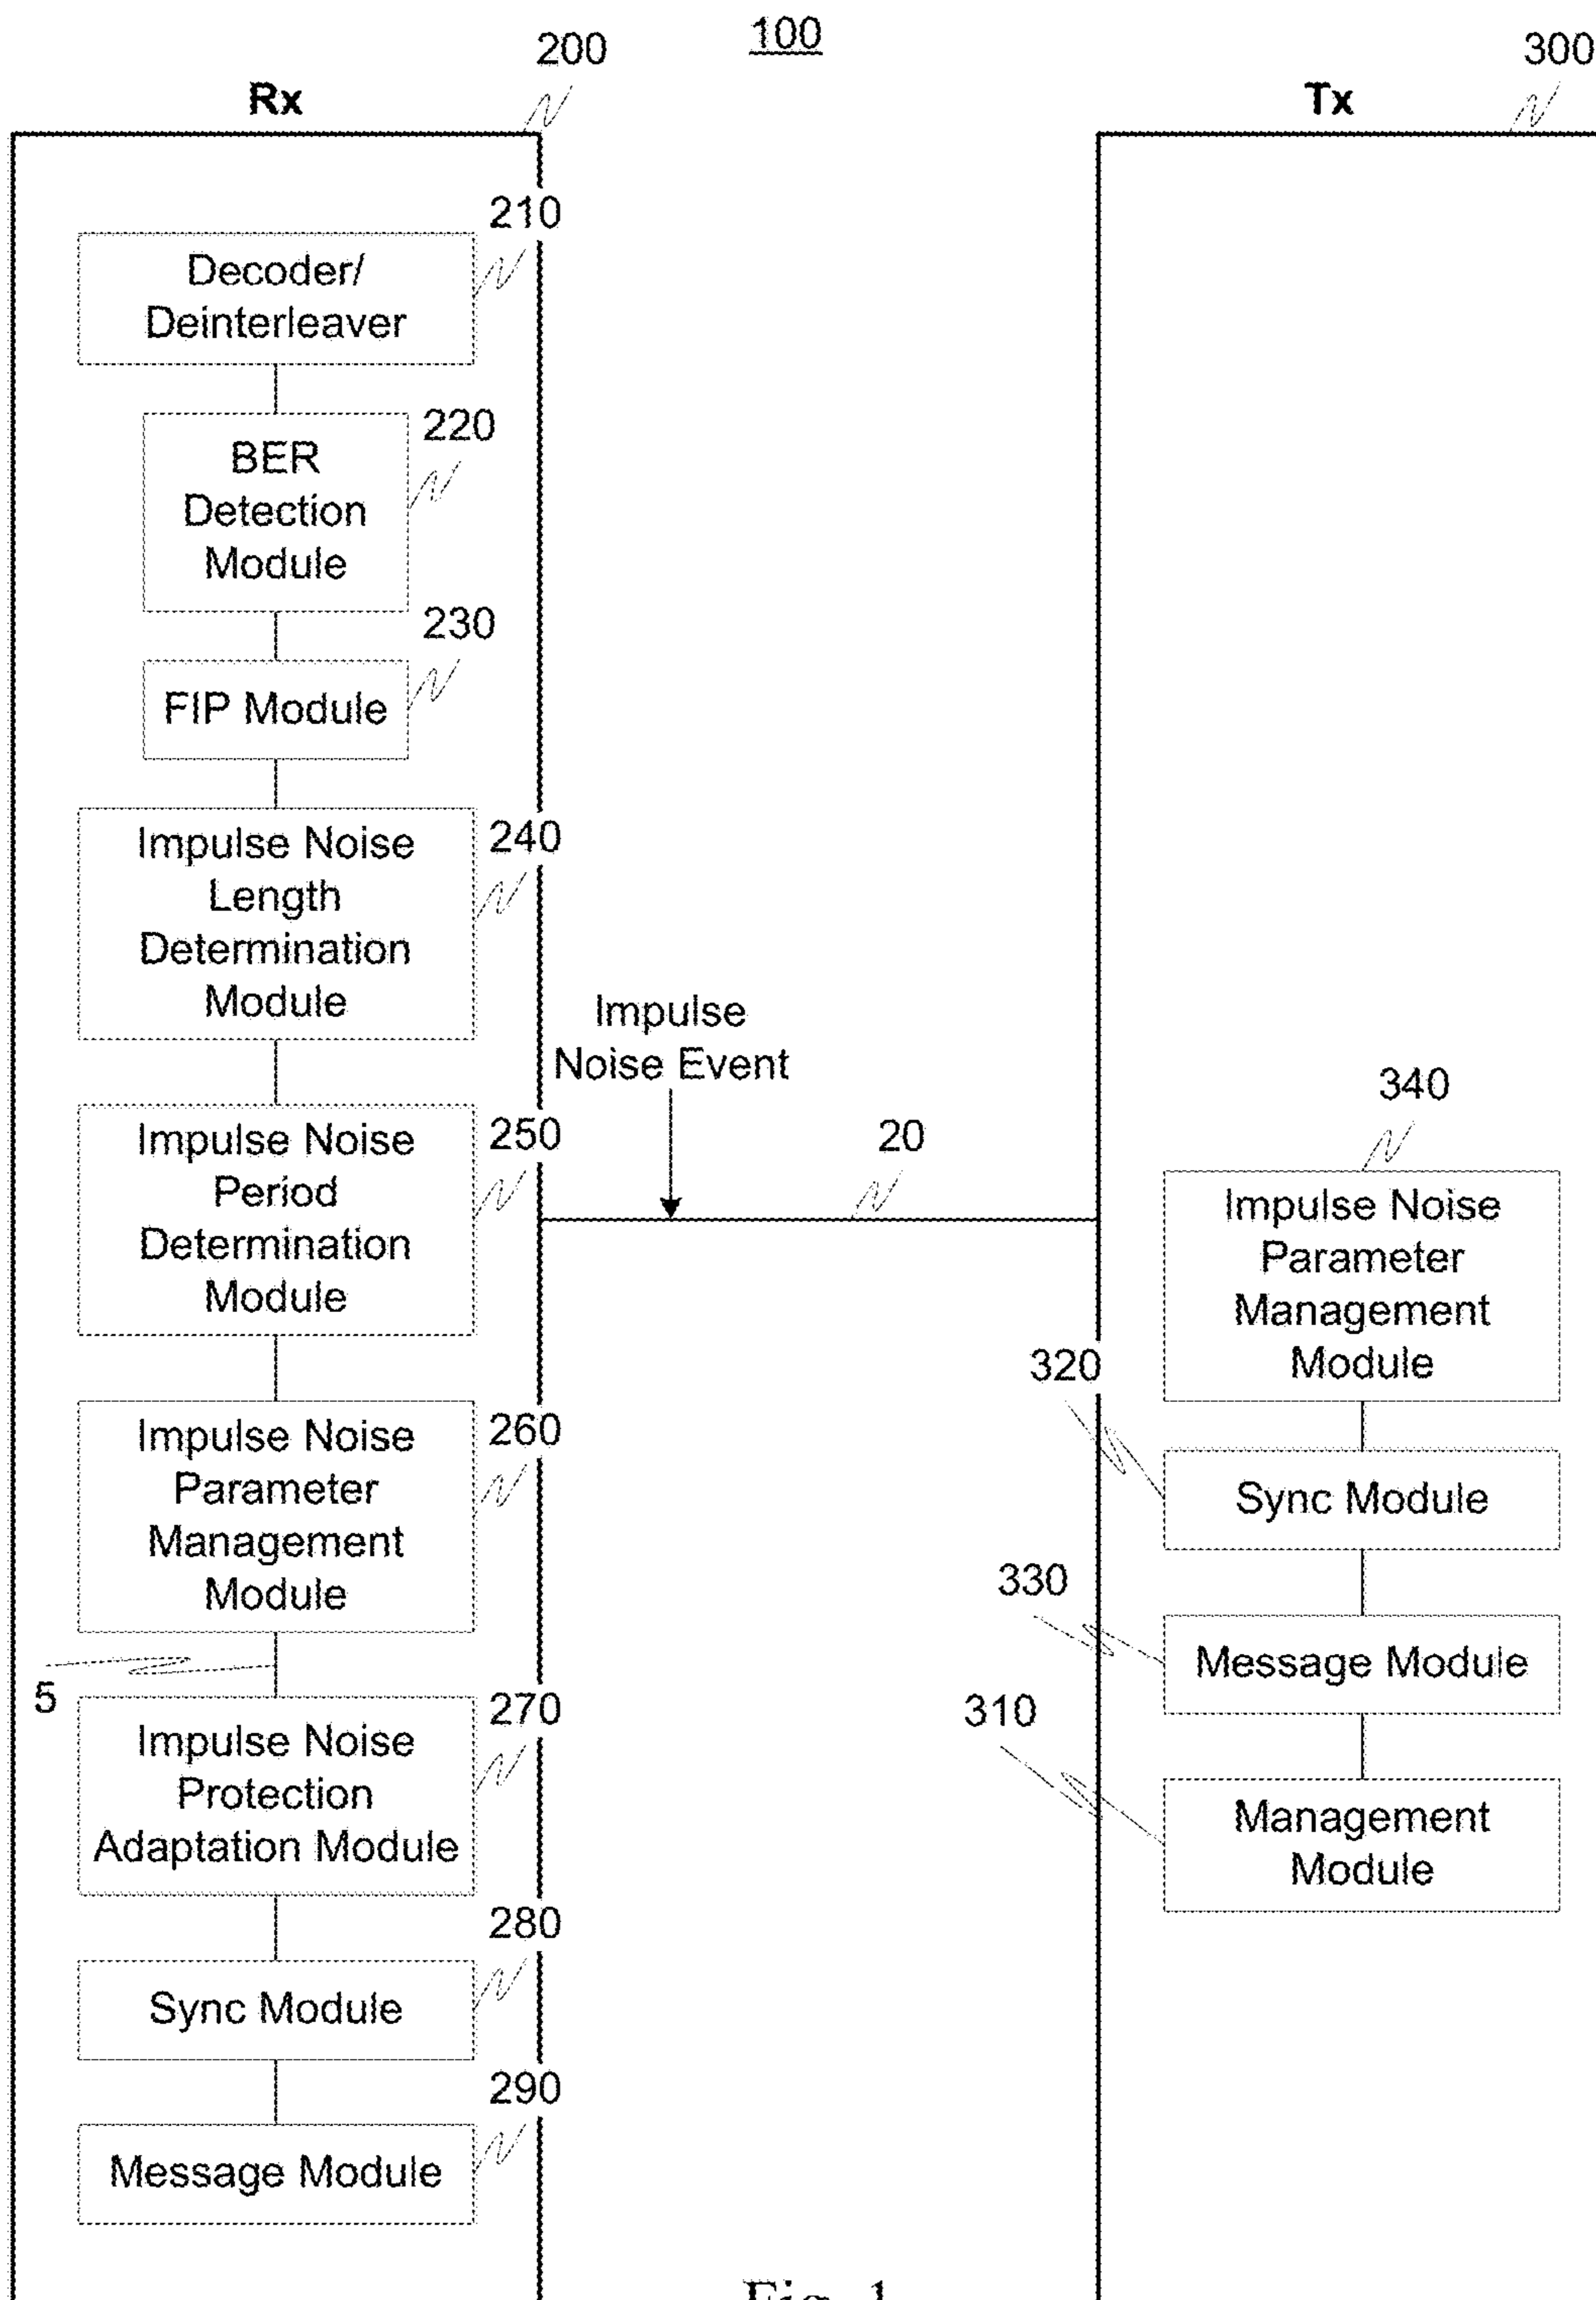 100
200
300
Rx
Tx
210
Decoder/
Deinterleaver
220
BER
Detection
Module
230
FIP Module
240
Impulse Noise
Length
Determination
Module
250
Impulse Noise
Period
Determination
Module
260
Impulse Noise
Parameter
Management
Module
5
270
Impulse Noise
Protection
Adaptation Module
280
Sync Module
290
Message Module
Impulse
Noise Event
20
340
Impulse Noise
Parameter
Management
Module
320
Sync Module
330
Message Module
310
Management
Module
Fig. 1